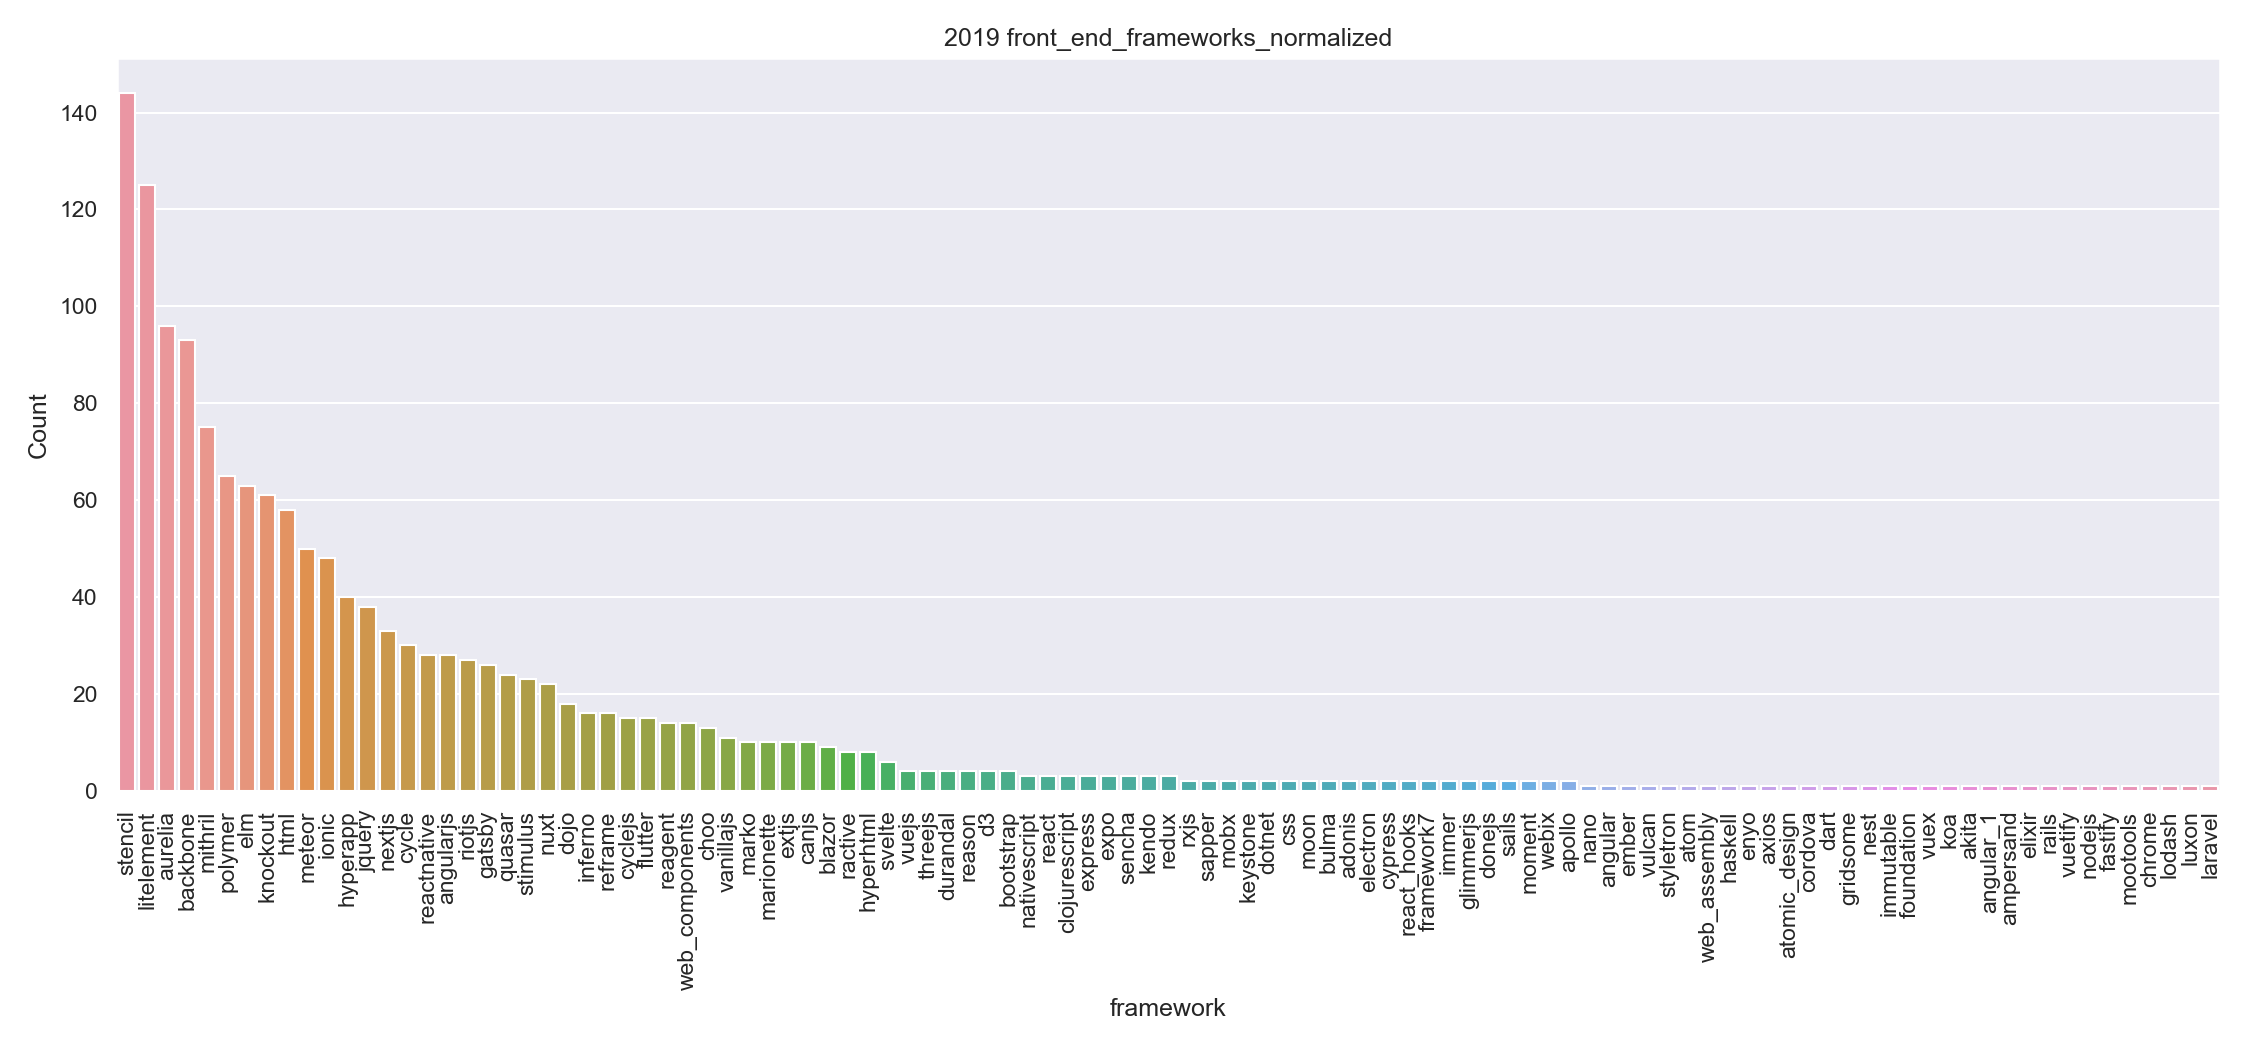 2019 front_end_frameworks_normalized
Count
140
120
100
80
60
40
20
0
stencil
litelement
aurelia
backbone
mithril
polymer
elm
knockout
html
meteor
ionic
hyperapp
jquery
nextjs
cycle
reactnative
angularjs
riotjs
gatsby
quasar
stimulus
nuxt
dojo
inferno
reframe
cyclejs
flutter
reagent
web_components
choo
vanillajs
marko
marionette
extjs
canjs
blazor
ractive
hyperhtml
svelte
vuejs
threejs
durandal
reason
d3
bootstrap
nativescript
react
clojurescript
express
expo
sencha
kendo
redux
rxjs
sapper
mobx
keystone
dotnet
css
moon
bulma
adonis
electron
cypress
react_hooks
framework7
immer
glimmerjs
donejs
sails
moment
webix
apollo
nano
angular
ember
vulcan
styletron
atom
web_assembly
haskell
enyo
axios
atomic_design
cordova
dart
gridsome
nest
immutable
foundation
vuex
koa
akita
angular_1
ampersand
elixir
rails
vuetify
nodejs
fastify
mootools
chrome
lodash
luxon
laravel
framework